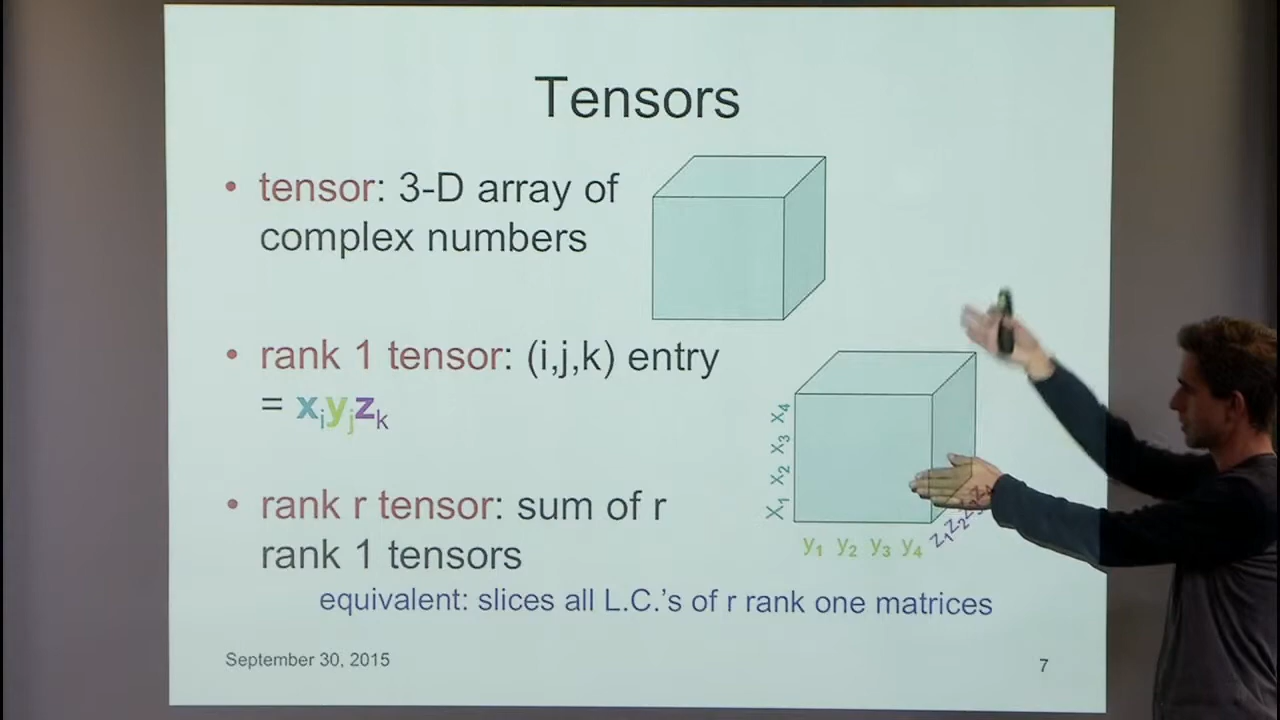 Tensors
• tensor: 3-D array of
complex numbers
• rank 1 tensor: (i,j,k) entry
= xᵢyⱼzₖ
x₁ x₂ x₃ x₄
y₁ y₂ y₃ y₄
z₁z₂z₃z₄
• rank r tensor: sum of r
rank 1 tensors
equivalent: slices all L.C.'s of r rank one matrices
September 30, 2015
7